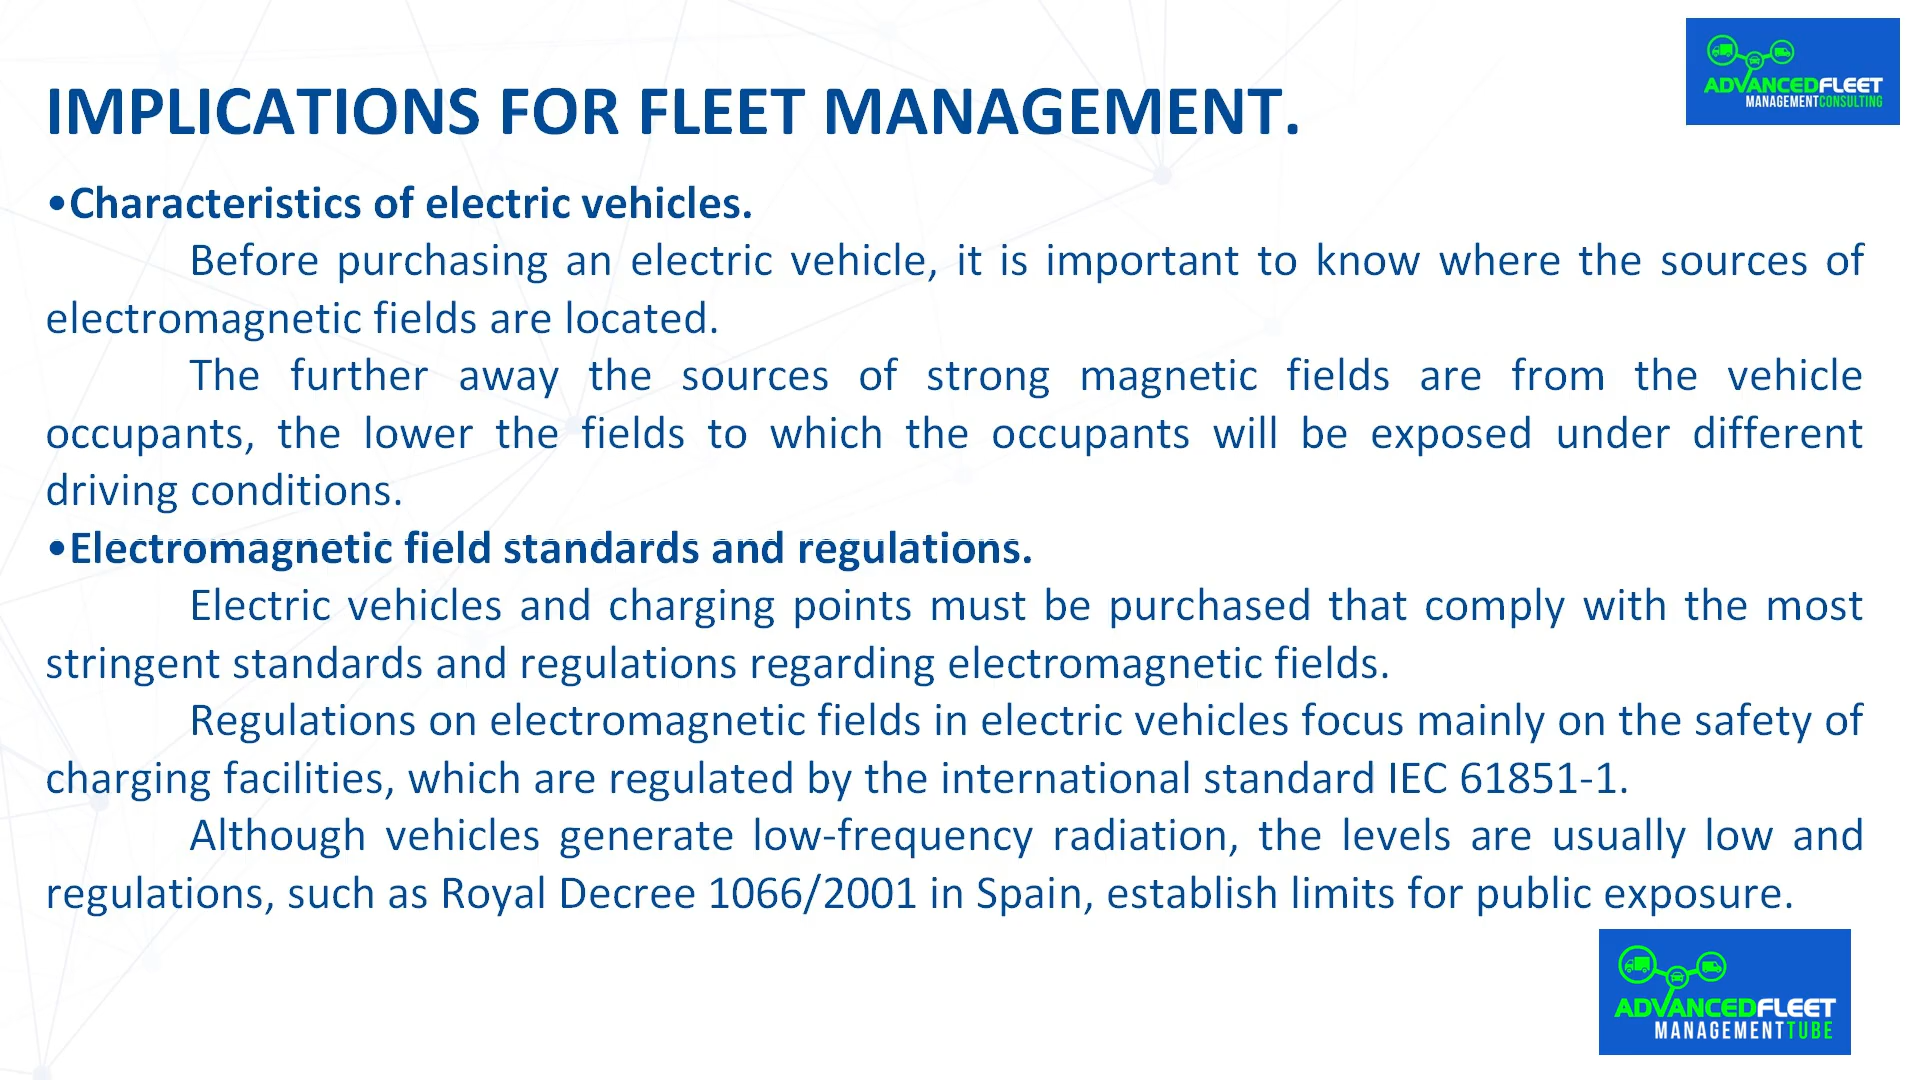 ADVANCEDFLEET
MANAGEMENTCONSULTING
IMPLICATIONS FOR FLEET MANAGEMENT.
•Characteristics of electric vehicles.
Before purchasing an electric vehicle, it is important to know where the sources of
electromagnetic fields are located.
The further away the sources of strong magnetic fields are from the vehicle
occupants, the lower the fields to which the occupants will be exposed under different
driving conditions.
•Electromagnetic field standards and regulations.
Electric vehicles and charging points must be purchased that comply with the most
stringent standards and regulations regarding electromagnetic fields.
Regulations on electromagnetic fields in electric vehicles focus mainly on the safety of
charging facilities, which are regulated by the international standard IEC 61851-1.
Although vehicles generate low-frequency radiation, the levels are usually low and
regulations, such as Royal Decree 1066/2001 in Spain, establish limits for public exposure.
ADVANCEDFLEET
MANAGEMENTTUBE